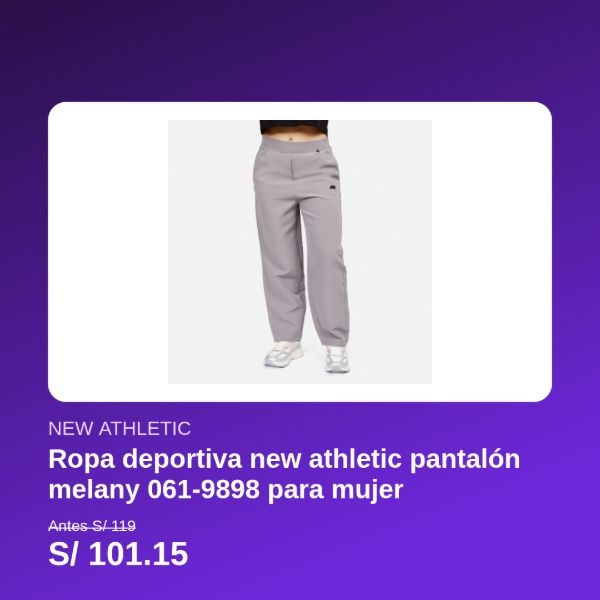 NEW ATHLETIC
Ropa deportiva new athletic pantalón
melany 061-9898 para mujer
Antes S/ 119
S/ 101.15